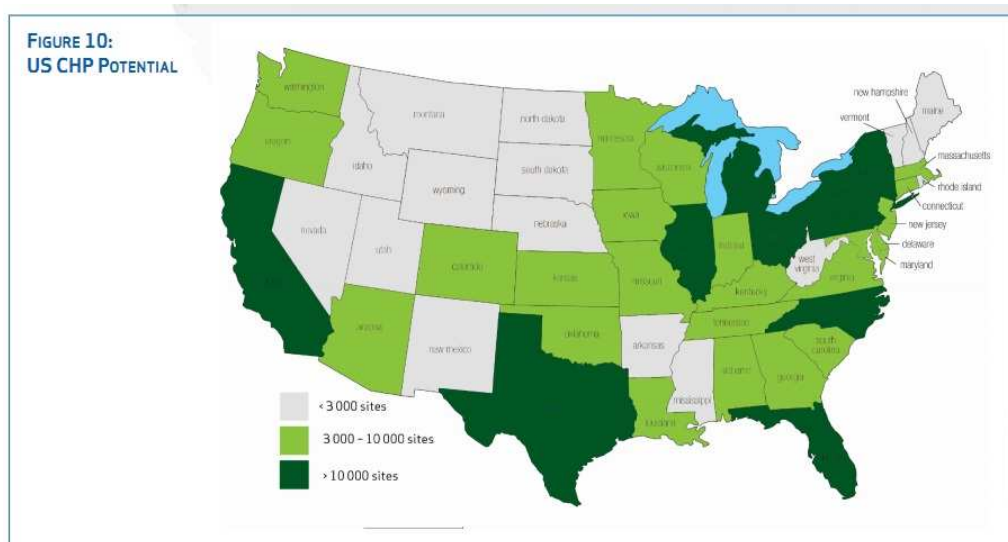 FIGURE 10:
US CHP POTENTIAL
washington
montana
north dakota
minnesota
new hampshire
vermont
maine
oregon
idaho
south dakota
wisconsin
massachusetts
wyoming
rhode island
nebraska
iowa
connecticut
nevada
utah
colorado
kansas
missouri
indiana
west
virginia
virginia
new jersey
delaware
maryland
kentucky
arizona
new mexico
oklahoma
arkansas
tennessee
south
carolina
mississippi
alabama
georgia
louisiana
< 3 000 sites
3 000 – 10 000 sites
> 10 000 sites